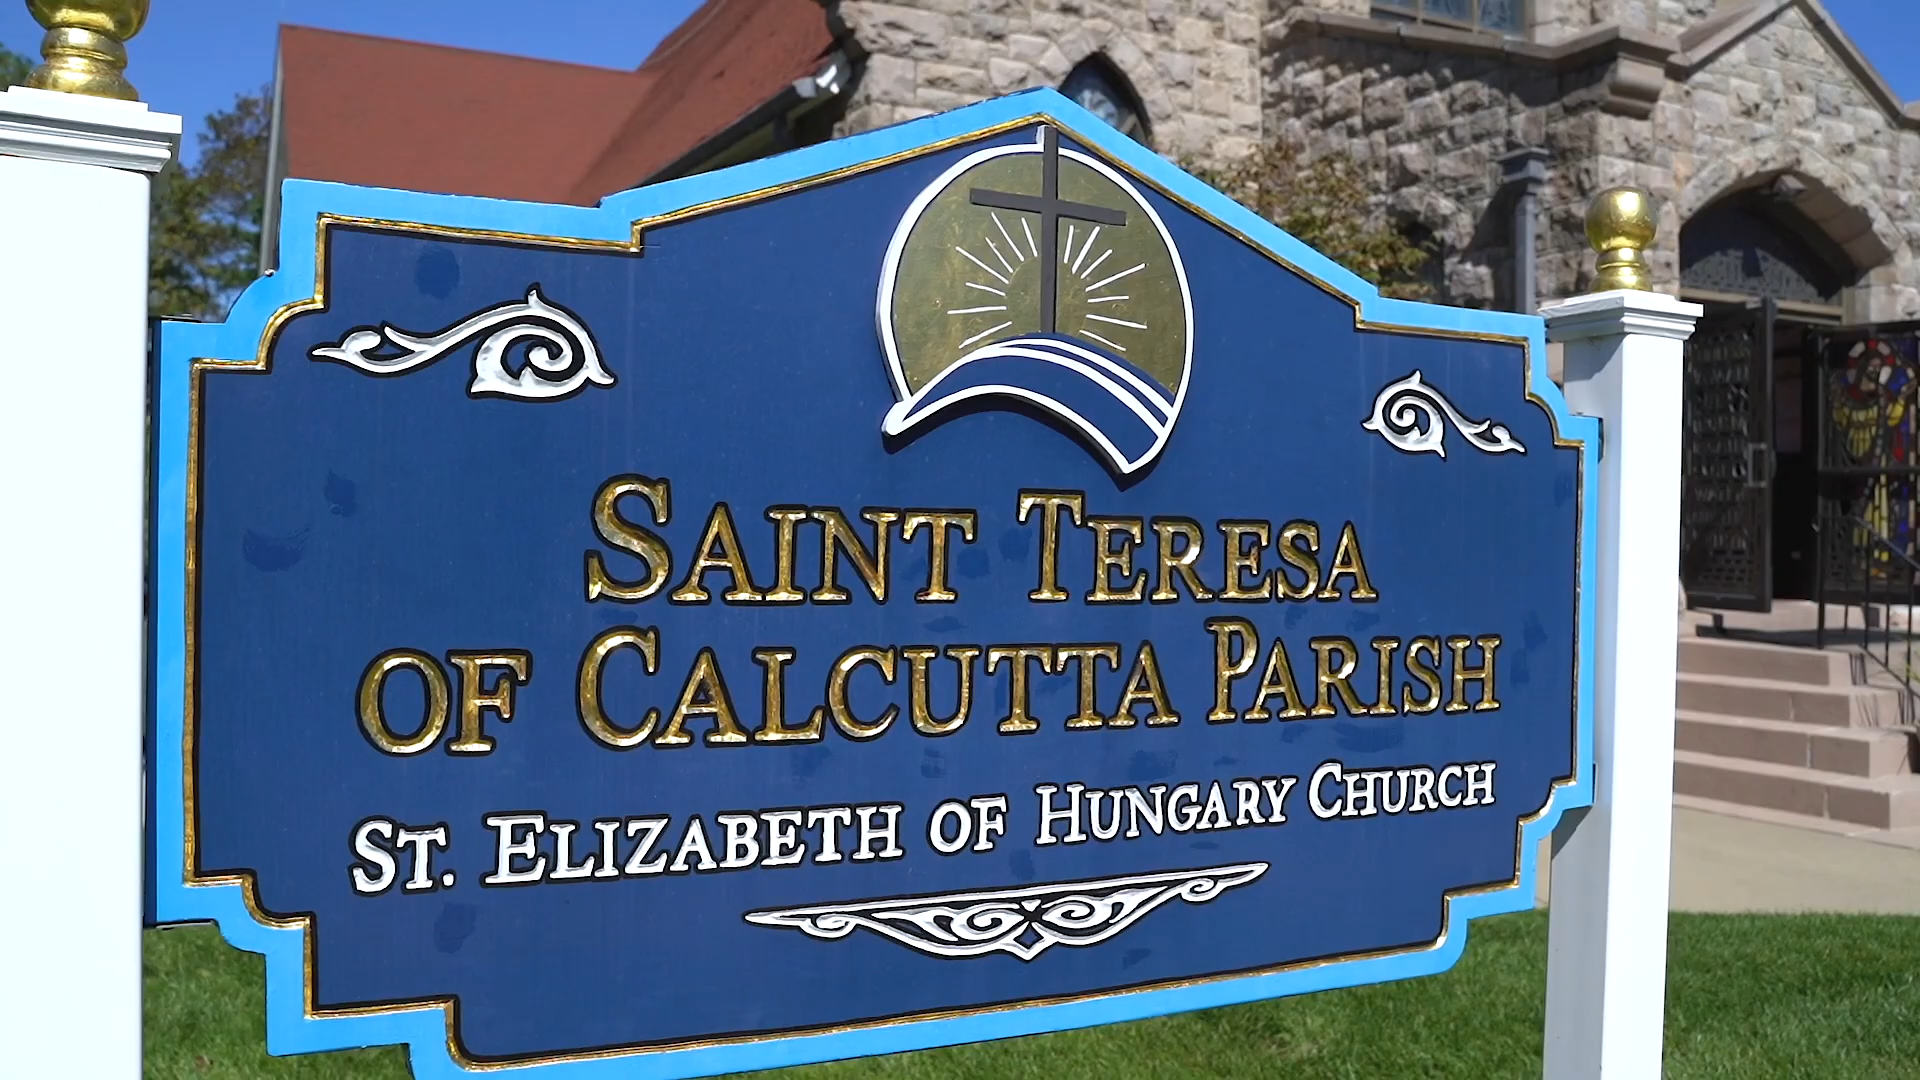 SAINT TERESA
OF CALCUTTA PARISH
ST. ELIZABETH OF HUNGARY CHURCH